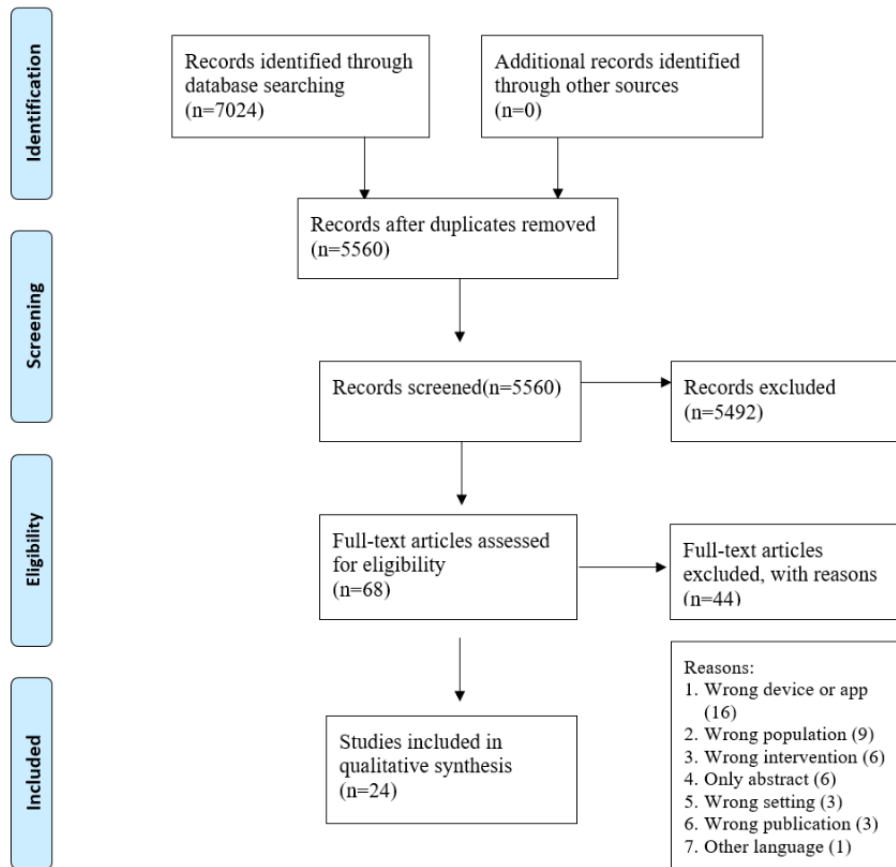 Identification
Records identified through
database searching
(n=7024)
Additional records identified
through other sources
(n=0)
Records after duplicates removed
(n=5560)
Screening
Records screened(n=5560)
Records excluded
(n=5492)
Eligibility
Full-text articles assessed
for eligibility
(n=68)
Full-text articles
excluded, with reasons
(n=44)
Included
Studies included in
qualitative synthesis
(n=24)
Reasons:
1. Wrong device or app
(16)
2. Wrong population (9)
3. Wrong intervention (6)
4. Only abstract (6)
5. Wrong setting (3)
6. Wrong publication (3)
7. Other language (1)